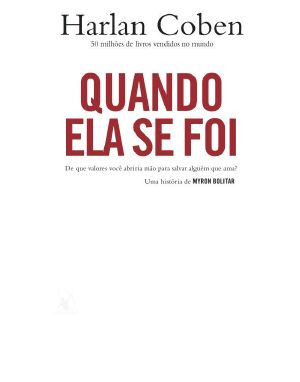 Harlan Coben
50 milhões de livros vendidos no mundo
QUANDO
ELA SE FOI
De que valores você abriria mão para salvar alguém que ama?
Uma história de MYRON BOLITAR